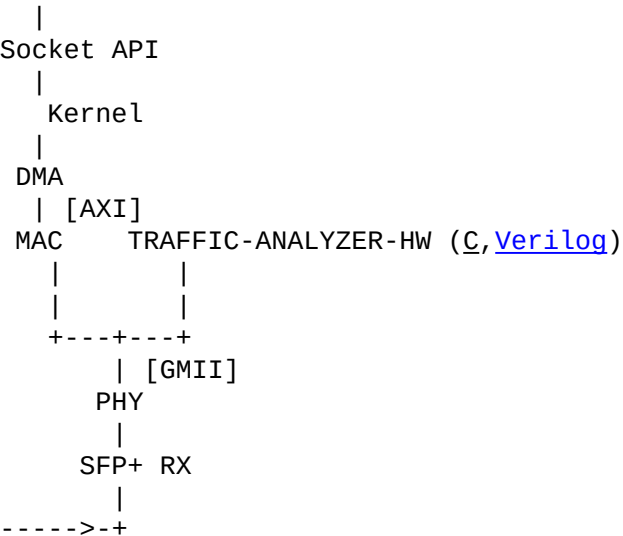 |
Socket API
|
Kernel
|
DMA
| [AXI]
MAC TRAFFIC-ANALYZER-HW (C,Verilog)
| |
| |
+---+---+
| [GMII]
PHY
|
SFP+ RX
|
----->-+